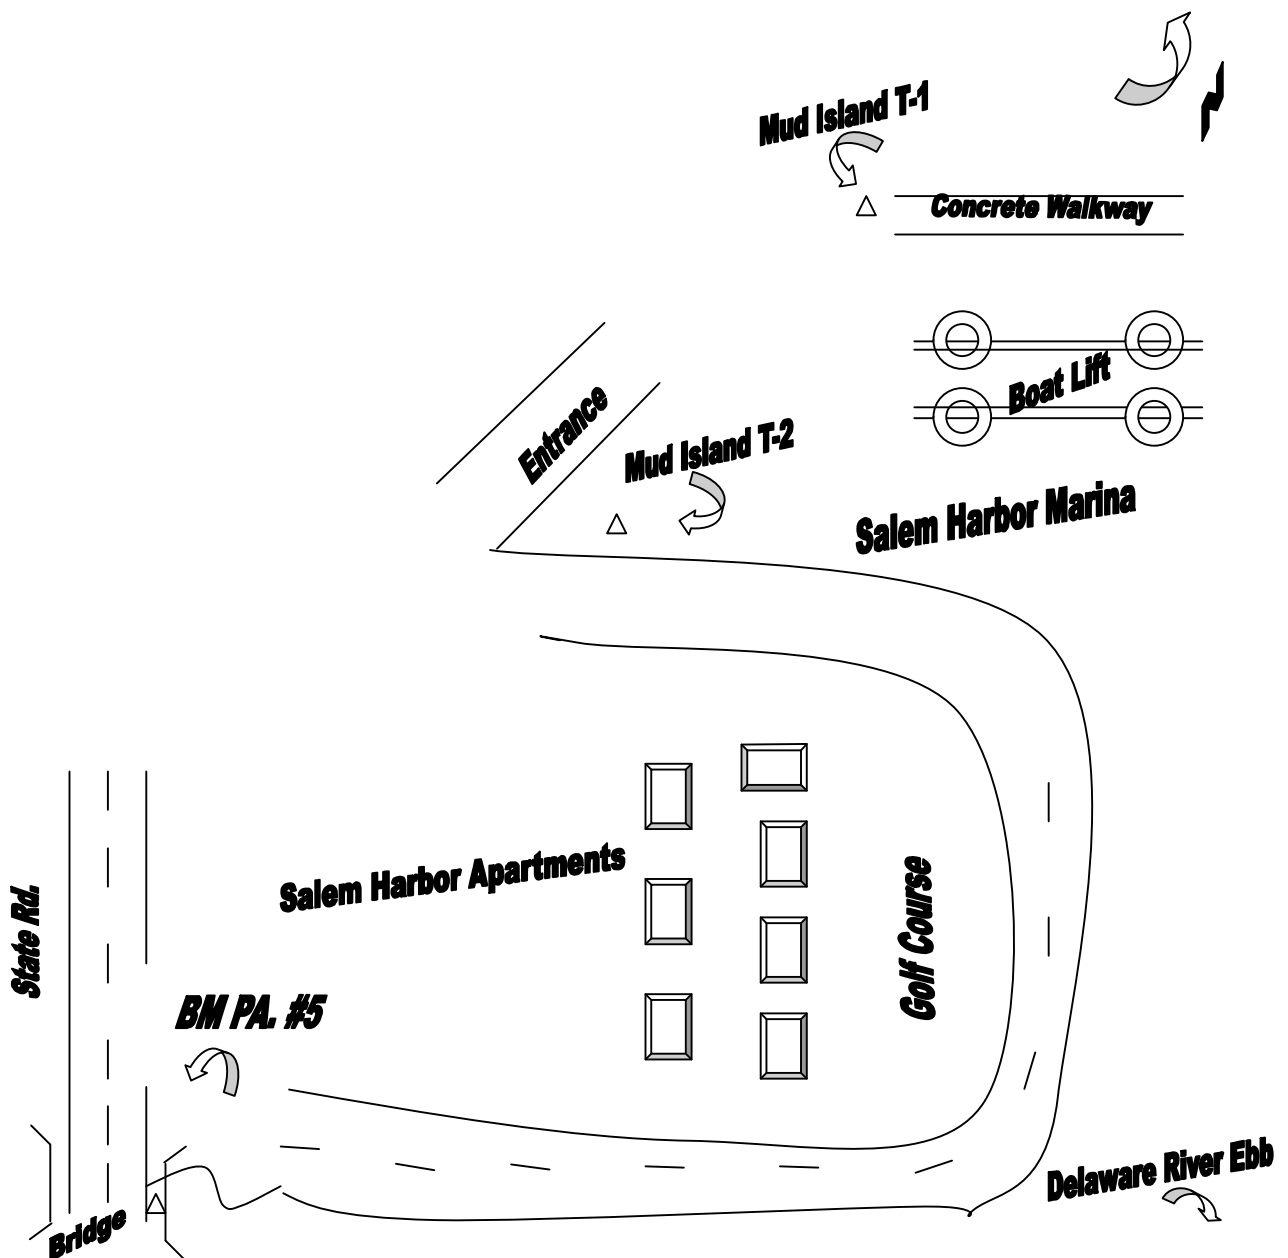 Mud Island T-1
Concrete Walkway
Boat Lift
Entrance
Mud Island T-2
Salem Harbor Marina
Salem Harbor Apartments
Golf Course
State Rd.
BM PA. #5
Delaware River Ebb
Bridge